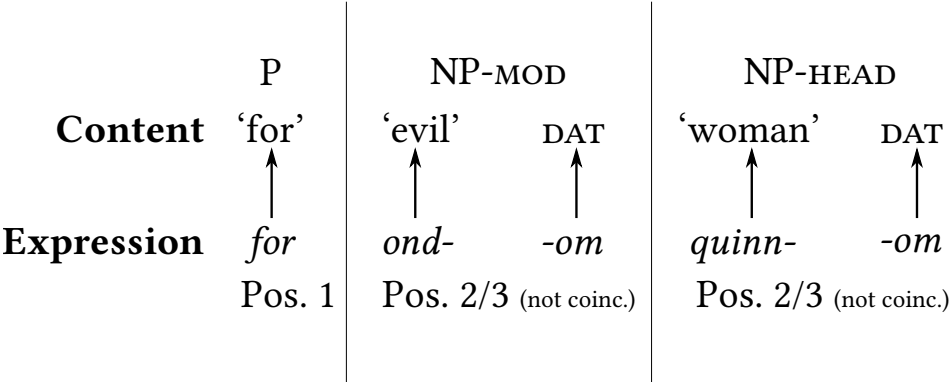 P NP-MOD NP-HEAD
Content ‘for’ ‘evil’ DAT ‘woman’ DAT
Expression for ond- -om quinn- -om
Pos. 1 Pos. 2/3 (not coinc.) Pos. 2/3 (not coinc.)